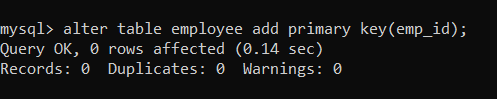 mysql> alter table employee add primary key(emp_id);
Query OK, 0 rows affected (0.14 sec)
Records: 0  Duplicates: 0  Warnings: 0